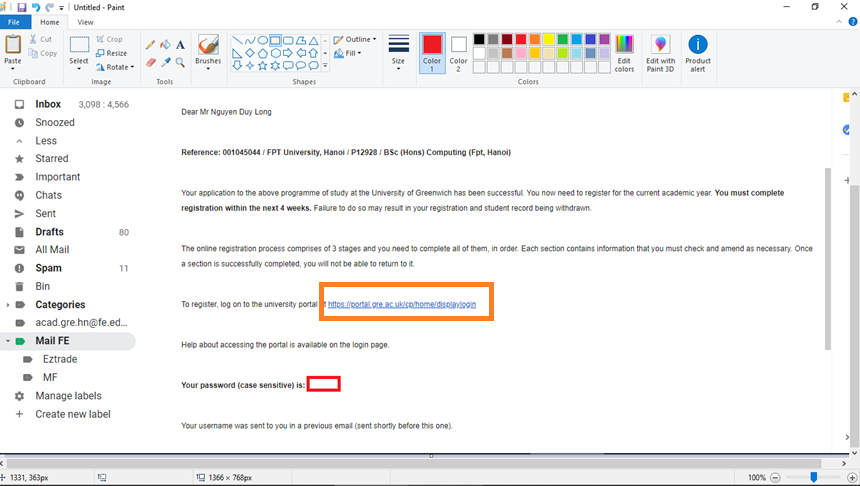 Untitled - Paint
File Home View
Paste
Cut
Copy
Clipboard
Select
Crop
Resize
Rotate
Image
A
Tools
Brushes
Outline
Fill
Shapes
Size
Color 1
Color 2
Edit colors
Colors
Edit with Paint 3D
Product alert
Inbox 3,098 : 4,566
Snoozed
Less
Starred
Important
Chats
Sent
Drafts 80
All Mail
Spam 11
Bin
Categories
acad.gre.hn@fe.ed...
Mail FE
Eztrade
MF
Manage labels
Create new label
Dear Mr Nguyen Duy Long
Reference: 001045044 / FPT University, Hanoi / P12928 / BSc (Hons) Computing (Fpt, Hanoi)
Your application to the above programme of study at the University of Greenwich has been successful. You now need to register for the current academic year. You must complete
registration within the next 4 weeks. Failure to do so may result in your registration and student record being withdrawn.
The online registration process comprises of 3 stages and you need to complete all of them, in order. Each section contains information that you must check and amend as necessary. Once
a section is successfully completed, you will not be able to return to it.
To register, log on to the university portal https://portal.gre.ac.uk/cp/home/displaylogin
Help about accessing the portal is available on the login page.
Your password (case sensitive) is:
Your username was sent to you in a previous email (sent shortly before this one).
1331, 363px
1366 × 768px
100%